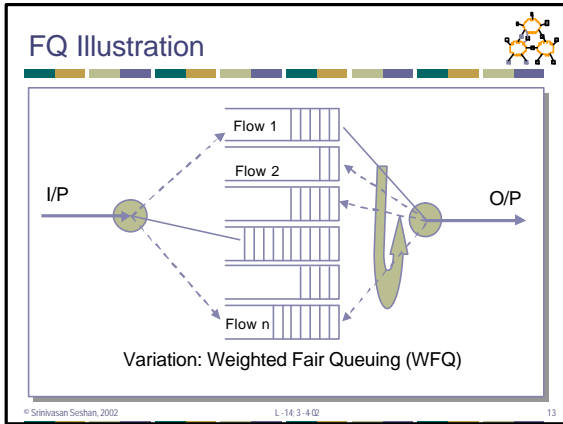 FQ Illustration
Flow 1
Flow 2
I/P
O/P
Flow n
Variation: Weighted Fair Queuing (WFQ)
© Srinivasan Seshan, 2002
L -14; 3-4-02
13